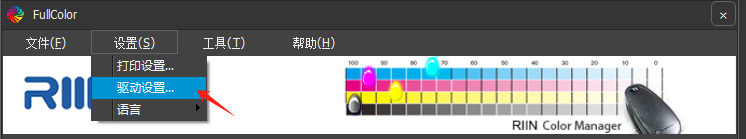 FullColor
文件(F) 设置(S) 工具(T) 帮助(H)
打印设置...
驱动设置...
语言
RIIN
100 90 80 70 60 50 40 30 20 10 0
RIIN Color Manager